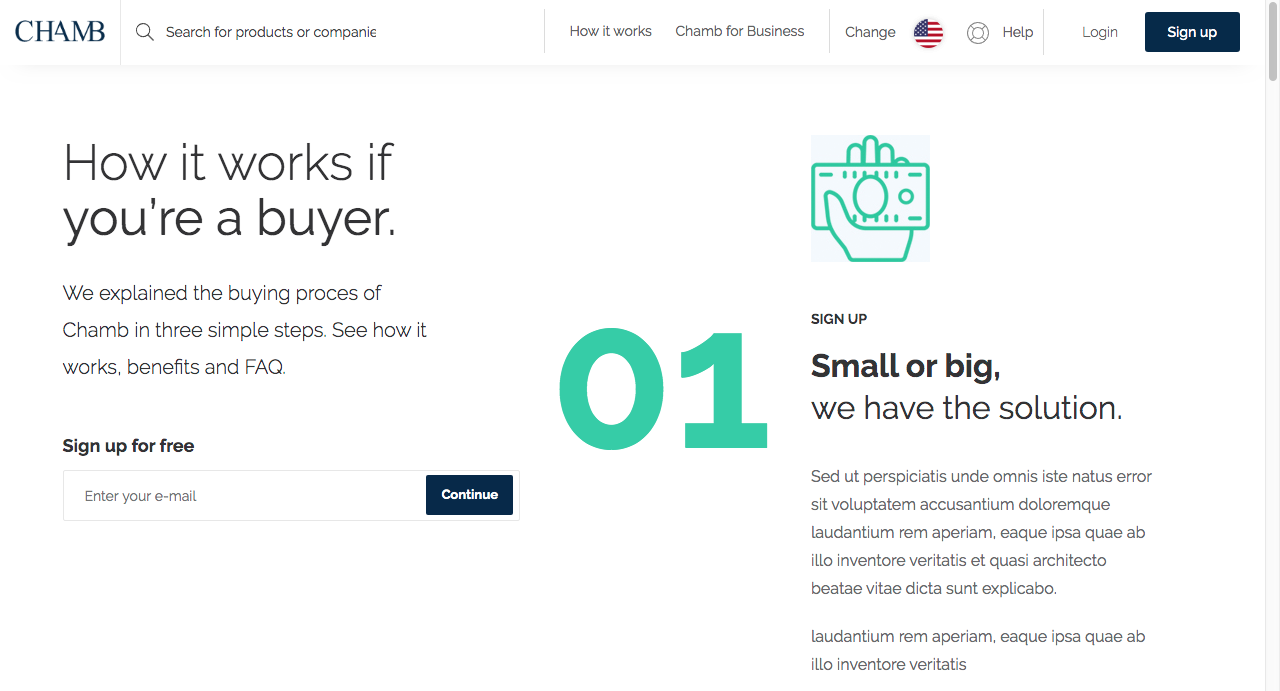 CHAMB
Search for products or companie
How it works
Chamb for Business
Change
Help
Login
Sign up
How it works if
you’re a buyer.
We explained the buying proces of
Chamb in three simple steps. See how it
works, benefits and FAQ.
Sign up for free
Enter your e-mail
Continue
01
SIGN UP
Small or big,
we have the solution.
Sed ut perspiciatis unde omnis iste natus error
sit voluptatem accusantium doloremque
laudantium rem aperiam, eaque ipsa quae ab
illo inventore veritatis et quasi architecto
beatae vitae dicta sunt explicabo.
laudantium rem aperiam, eaque ipsa quae ab
illo inventore veritatis